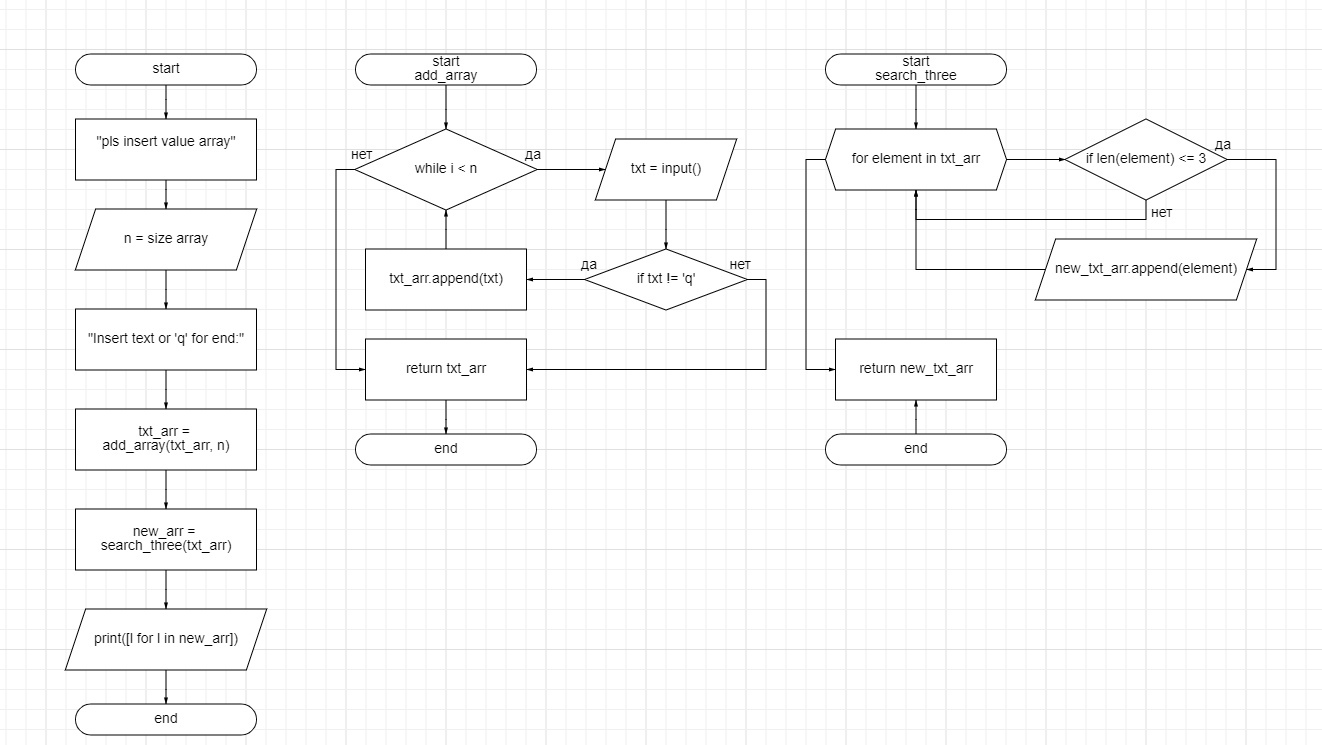 start
"pls insert value array"
n = size array
"Insert text or 'q' for end:"
txt_arr =
add_array(txt_arr, n)
new_arr =
search_three(txt_arr)
print([l for l in new_arr])
end
start
add_array
нет
while i < n
да
txt = input()
txt_arr.append(txt)
да
if txt != 'q'
нет
return txt_arr
end
start
search_three
for element in txt_arr
if len(element) <= 3
да
нет
new_txt_arr.append(element)
return new_txt_arr
end